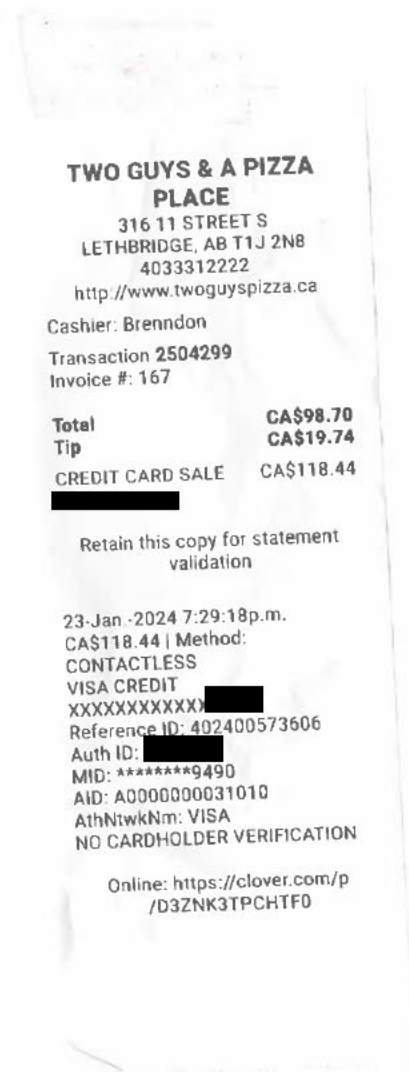 TWO GUYS & A PIZZA
PLACE
316 11 STREET S
LETHBRIDGE, AB T1J 2N8
4033312222
http://www.twoguyspizza.ca
Cashier: Brenndon
Transaction 2504299
Invoice #: 167
Total CA$98.70
Tip CA$19.74
CREDIT CARD SALE CA$118.44
Retain this copy for statement
validation
23-Jan.-2024 7:29:18p.m.
CA$118.44 | Method:
CONTACTLESS
VISA CREDIT
XXXXXXXXXXXX
Reference ID: 402400573606
Auth ID:
MID: ********9490
AID: A0000000031010
AthNtwkNm: VISA
NO CARDHOLDER VERIFICATION
Online: https://clover.com/p
/D3ZNK3TPCHTF0